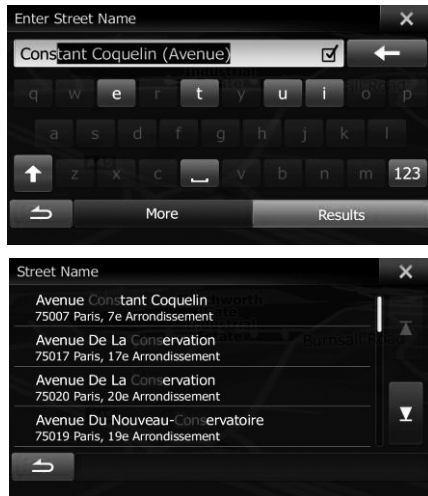 Enter Street Name
Constant Coquelin (Avenue)
q w e r t y u i o p
a s d f g h j k l
z x c v b n m 123
More Results
Street Name
Avenue Constant Coquelin
75007 Paris, 7e Arrondissement
Avenue De La Conservation
75017 Paris, 17e Arrondissement
Avenue De La Conservation
75020 Paris, 20e Arrondissement
Avenue Du Nouveau-Conservatoire
75019 Paris, 19e Arrondissement